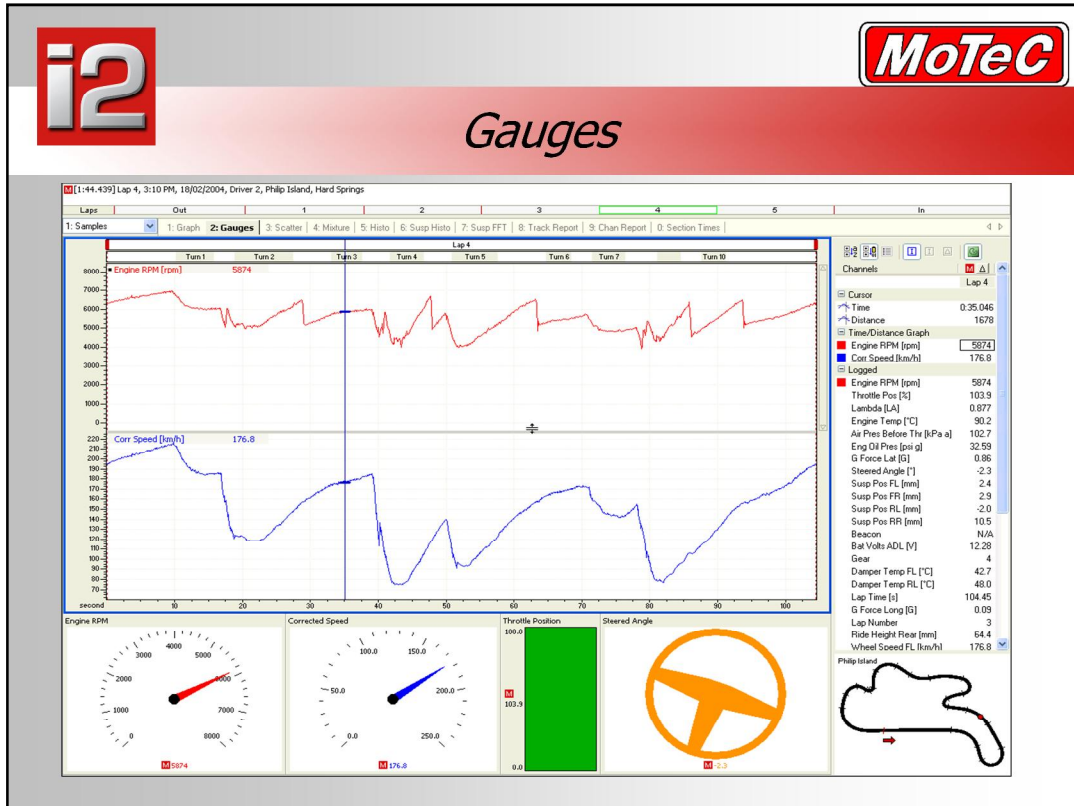 i2
MoTeC
Gauges
M [1:44.439] Lap 4, 3:10 PM, 18/02/2004, Driver 2, Philip Island, Hard Springs
Laps Out 1 2 3 4 5 In
1: Samples 1: Graph 2: Gauges 3: Scatter 4: Mixture 5: Histo 6: Susp Histo 7: Susp FFT 8: Track Report 9: Chan Report 0: Section Times
Lap 4
Turn 1 Turn 2 Turn 3 Turn 4 Turn 5 Turn 6 Turn 7 Turn 10
Engine RPM [rpm] 5874
8000
7000
6000
5000
4000
3000
2000
1000
0
Corr Speed [km/h] 176.8
220
210
200
190
180
170
160
150
140
130
120
110
100
90
80
70
second 10 20 30 40 50 60 70 80 90 100
Channels M Δ
Lap 4
Cursor
Time 0:35.046
Distance 1678
Time/Distance Graph
Engine RPM [rpm] 5874
Corr Speed [km/h] 176.8
Logged
Engine RPM [rpm] 5874
Throttle Pos [%] 103.9
Lambda [LA] 0.877
Engine Temp [°C] 90.2
Air Pres Before Thr [kPa a] 102.7
Eng Oil Pres [psi g] 32.59
G Force Lat [G] 0.86
Steered Angle [°] -2.3
Susp Pos FL [mm] 2.4
Susp Pos FR [mm] 2.9
Susp Pos RL [mm] -2.0
Susp Pos RR [mm] 10.5
Beacon N/A
Bat Volts ADL [V] 12.28
Gear 4
Damper Temp FL [°C] 42.7
Damper Temp RL [°C] 48.0
Lap Time [s] 104.45
G Force Long [G] 0.09
Lap Number 3
Ride Height Rear [mm] 64.4
Wheel Speed FL [km/h] 176.8
Engine RPM
0 1000 2000 3000 4000 5000 6000 7000 8000
M 5874
Corrected Speed
0.0 50.0 100.0 150.0 200.0 250.0
M 176.8
Throttle Position
100.0
M
103.9
0.0
Steered Angle
M -2.3
Philip Island